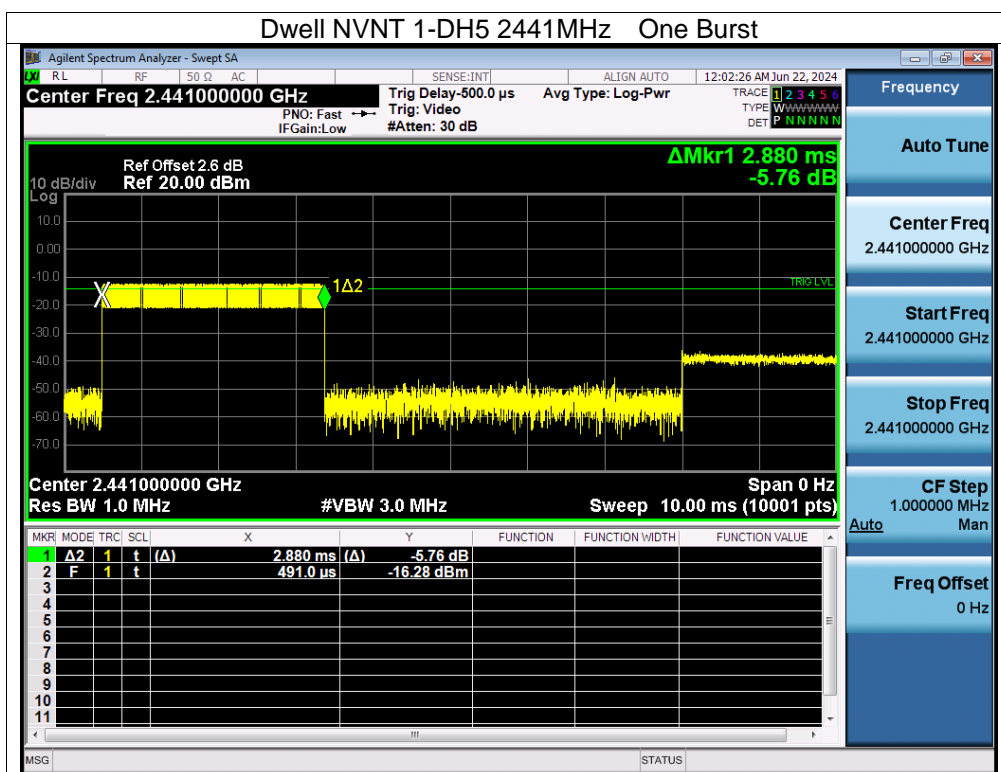 Dwell NVNT 1-DH5 2441MHz One Burst
Agilent Spectrum Analyzer - Swept SA
LXI RL RF 50 Ω AC SENSE:INT ALIGN AUTO 12:02:26 AM Jun 22, 2024
Center Freq 2.441000000 GHz Trig Delay-500.0 µs Avg Type: Log-Pwr TRACE 1 2 3 4 5 6
PNO: Fast Trig: Video TYPE WWWWWW
IFGain:Low #Atten: 30 dB DET P N N N N N
ΔMkr1 2.880 ms
-5.76 dB
Ref Offset 2.6 dB
10 dB/div Ref 20.00 dBm
Log
10.0
0.00
-10.0
1Δ2
TRIG LVL
-20.0
-30.0
-40.0
-50.0
-60.0
-70.0
Center 2.441000000 GHz Span 0 Hz
Res BW 1.0 MHz #VBW 3.0 MHz Sweep 10.00 ms (10001 pts)
MKR MODE TRC SCL X Y FUNCTION FUNCTION WIDTH FUNCTION VALUE
1 Δ2 1 t (Δ) 2.880 ms (Δ) -5.76 dB
2 F 1 t 491.0 µs -16.28 dBm
3
4
5
6
7
8
9
10
11
MSG STATUS
Frequency
Auto Tune
Center Freq
2.441000000 GHz
Start Freq
2.441000000 GHz
Stop Freq
2.441000000 GHz
CF Step
1.000000 MHz
Auto Man
Freq Offset
0 Hz